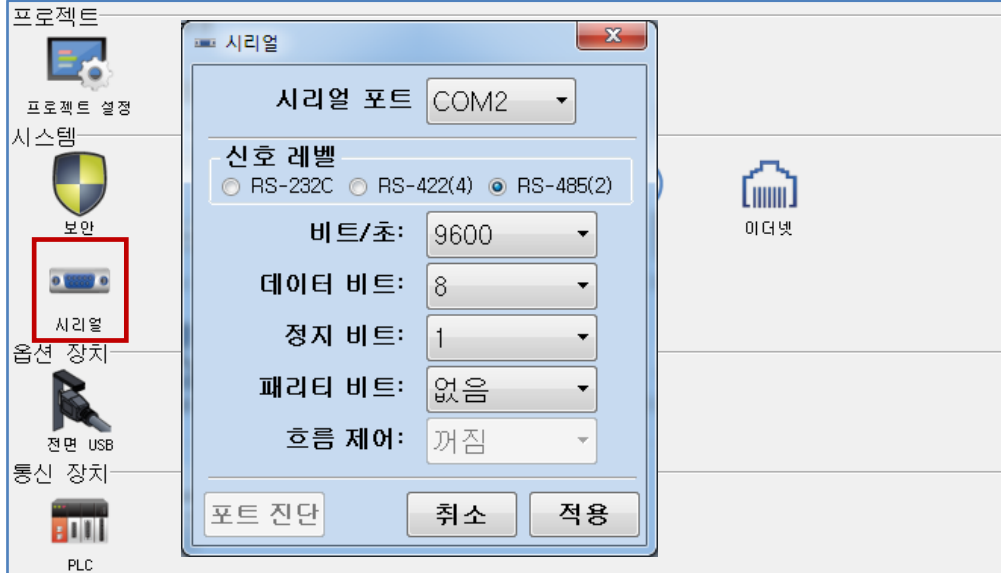 프로젝트
프로젝트 설정
시스템
보안
시리얼
옵션 장치
전면 USB
통신 장치
PLC
시리얼
시리얼 포트 COM2
신호 레벨
RS-232C RS-422(4) RS-485(2)
비트/초: 9600
데이터 비트: 8
정지 비트: 1
패리티 비트: 없음
흐름 제어: 꺼짐
포트 진단 취소 적용
이더넷